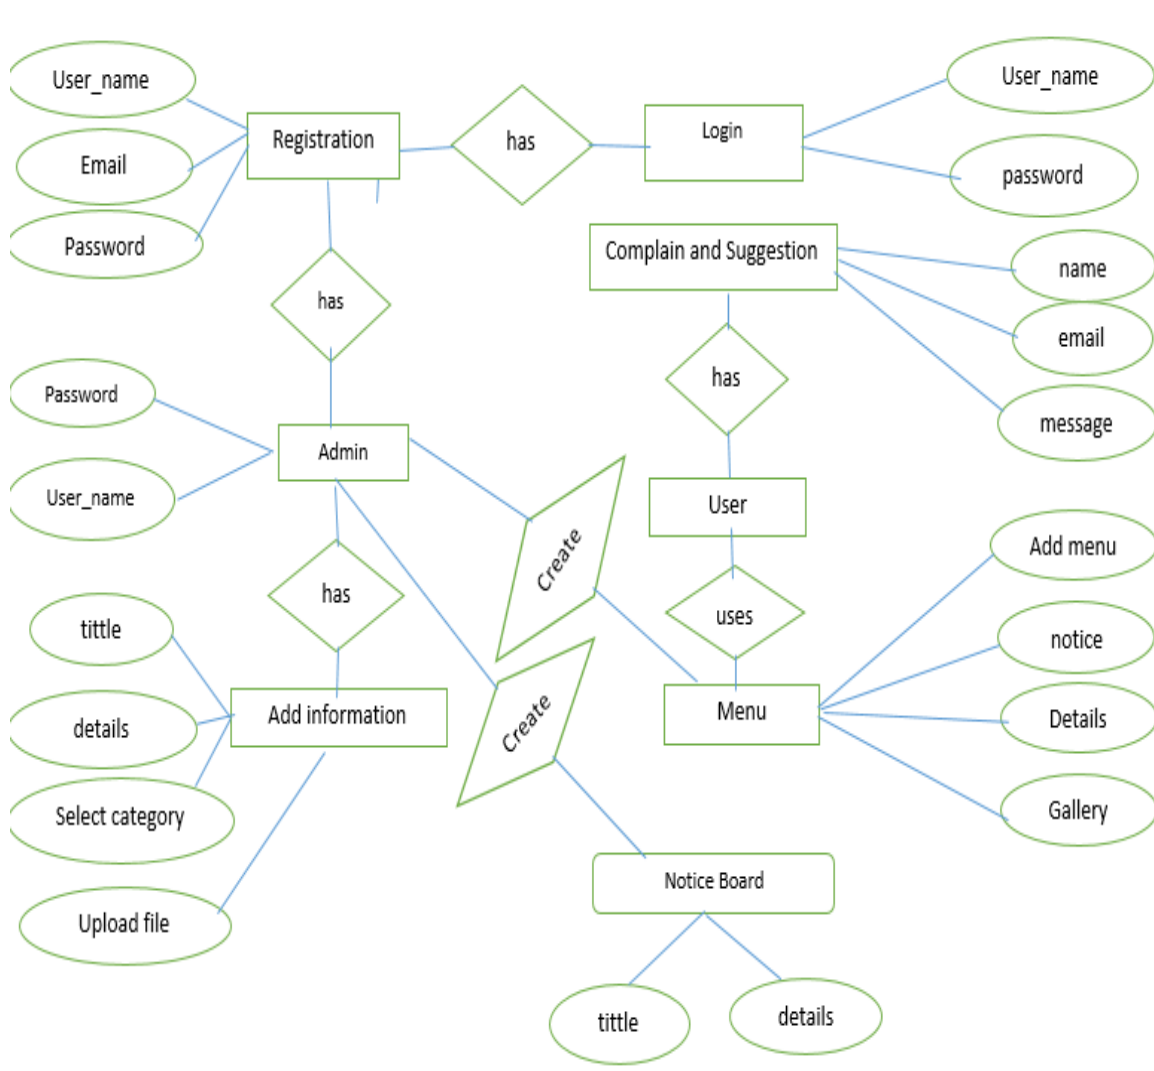 User_name
Email
Password
Registration
has
Login
User_name
password
has
Complain and Suggestion
name
email
message
has
Password
User_name
Admin
User
Create
has
uses
Add menu
notice
Details
Gallery
Menu
tittle
details
Select category
Upload file
Add information
Create
Notice Board
tittle
details